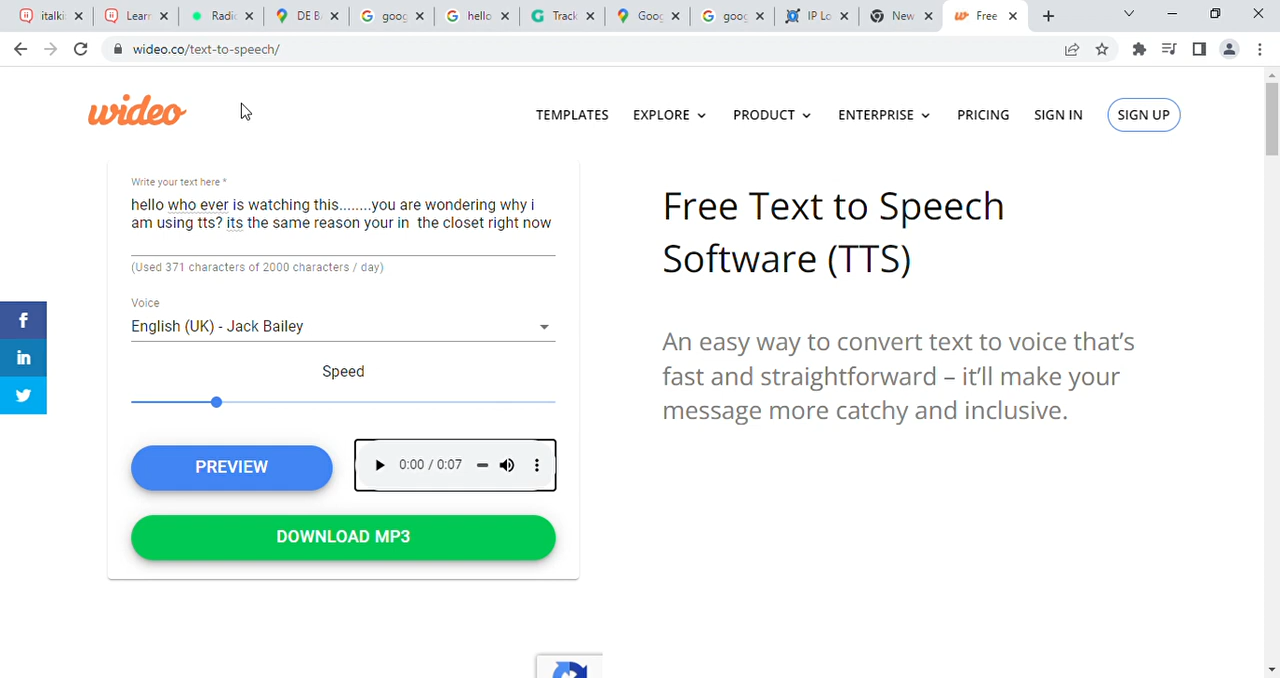 italki
Learn
Radio
DE B
goog
hello
Track
Goog
goog
IP Lo
New
Free
wideo.co/text-to-speech/
wideo
TEMPLATES EXPLORE PRODUCT ENTERPRISE PRICING SIGN IN SIGN UP
Write your text here *
hello who ever is watching this........you are wondering why i
am using tts? its the same reason your in the closet right now
(Used 371 characters of 2000 characters / day)
Voice
English (UK) - Jack Bailey
Speed
PREVIEW
0:00 / 0:07
DOWNLOAD MP3
Free Text to Speech
Software (TTS)
An easy way to convert text to voice that’s
fast and straightforward – it’ll make your
message more catchy and inclusive.
f
in